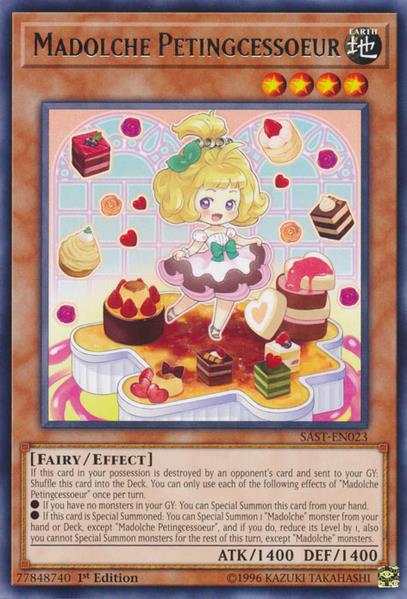 MADOLCHE PETINGCESSOEUR
EARTH
地
SAST-EN023
[FAIRY/EFFECT]
If this card in your possession is destroyed by an opponent's card and sent to your GY:
Shuffle this card into the Deck. You can only use each of the following effects of "Madolche
Petingcessoeur" once per turn.
● If you have no monsters in your GY: You can Special Summon this card from your hand.
● If this card is Special Summoned: You can Special Summon 1 "Madolche" monster from your
hand or Deck, except "Madolche Petingcessoeur", and if you do, reduce its Level by 1, also
you cannot Special Summon monsters for the rest of this turn, except "Madolche" monsters.
ATK/1400 DEF/1400
77848740 1st Edition ©1996 KAZUKI TAKAHASHI